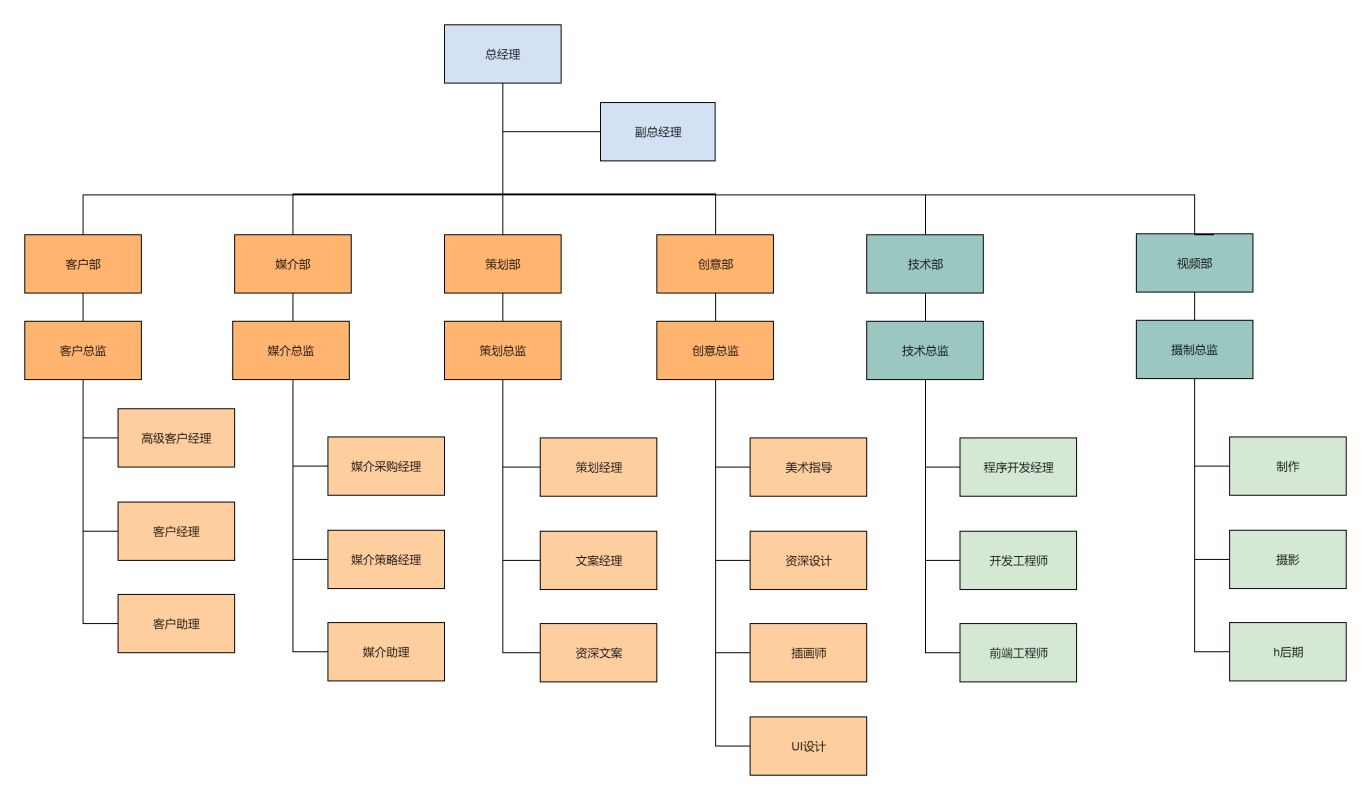 总经理
副总经理
客户部
媒介部
策划部
创意部
技术部
视频部
客户总监
媒介总监
策划总监
创意总监
技术总监
摄制总监
高级客户经理
媒介采购经理
策划经理
美术指导
程序开发经理
制作
客户经理
媒介策略经理
文案经理
资深设计
开发工程师
摄影
客户助理
媒介助理
资深文案
插画师
前端工程师
h后期
UI设计